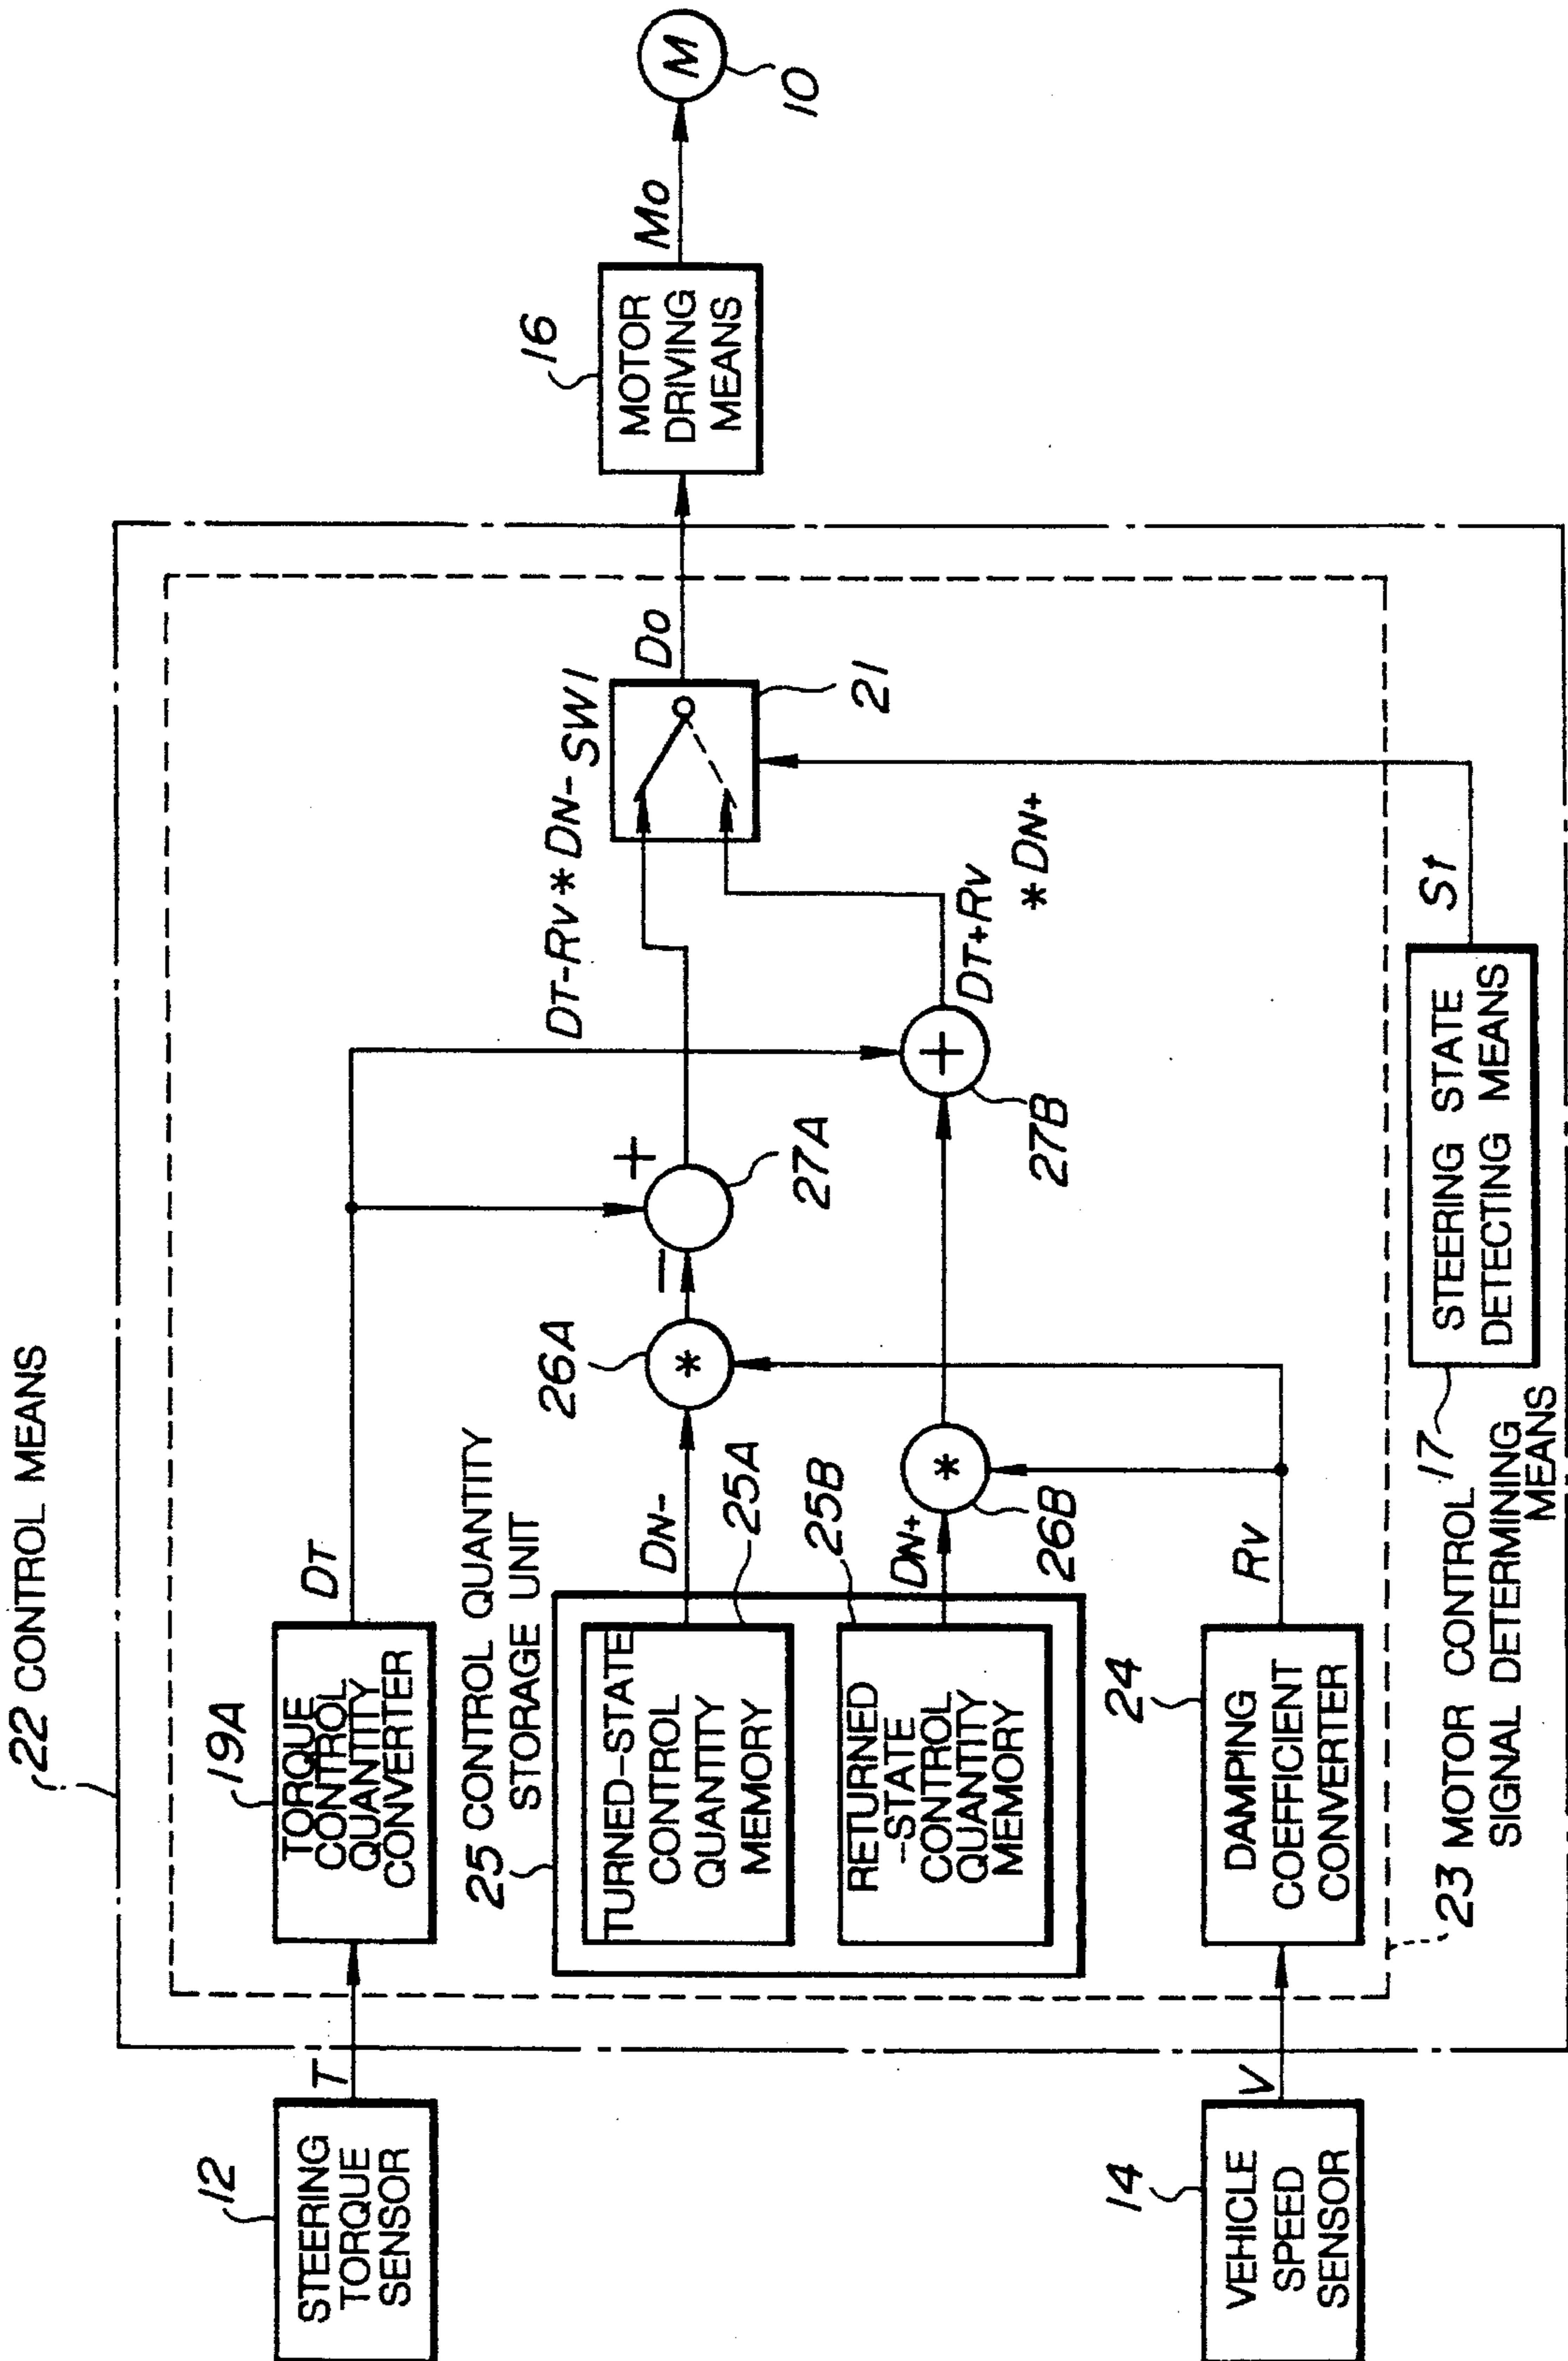 22 CONTROL MEANS
12
STEERING
TORQUE
SENSOR
T
19A
TORQUE
CONTROL
QUANTITY
CONVERTER
DT
25 CONTROL QUANTITY
STORAGE UNIT
TURNED-STATE
CONTROL
QUANTITY
MEMORY
25A
DN-
RETURNED
-STATE
CONTROL
QUANTITY
MEMORY
25B
DN+
14
VEHICLE
SPEED
SENSOR
V
24
DAMPING
COEFFICIENT
CONVERTER
RV
26A
*
26B
*
−
+
27A
+
27B
DT-RV*DN-
DT+RV
*DN+
SW1
21
DO
16
MOTOR
DRIVING
MEANS
MO
M
10
23 MOTOR CONTROL
SIGNAL DETERMINING
MEANS
17
STEERING STATE
DETECTING MEANS
St